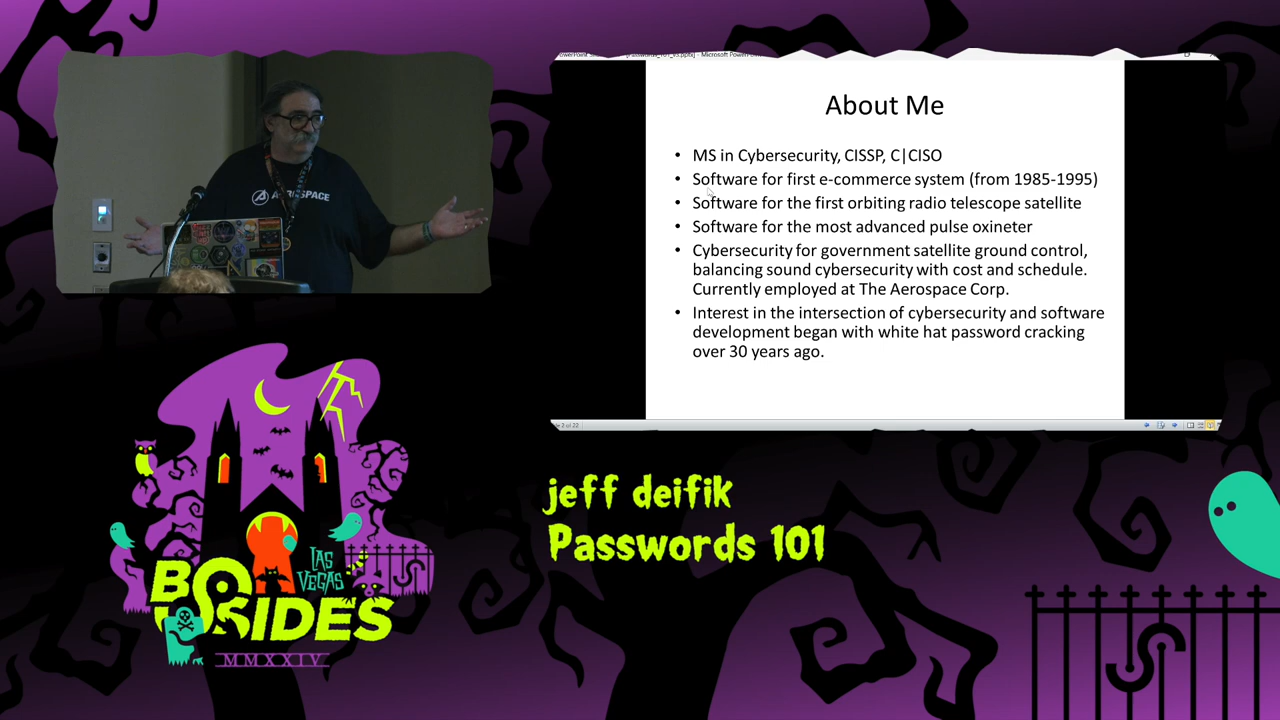 About Me
• MS in Cybersecurity, CISSP, C|CISO
• Software for first e-commerce system (from 1985-1995)
• Software for the first orbiting radio telescope satellite
• Software for the most advanced pulse oxineter
• Cybersecurity for government satellite ground control,
balancing sound cybersecurity with cost and schedule.
Currently employed at The Aerospace Corp.
• Interest in the intersection of cybersecurity and software
development began with white hat password cracking
over 30 years ago.
2 of 22
AEROSPACE
jeff deifik
Passwords 101
LAS
VEGAS
BSIDES
MMXXIV